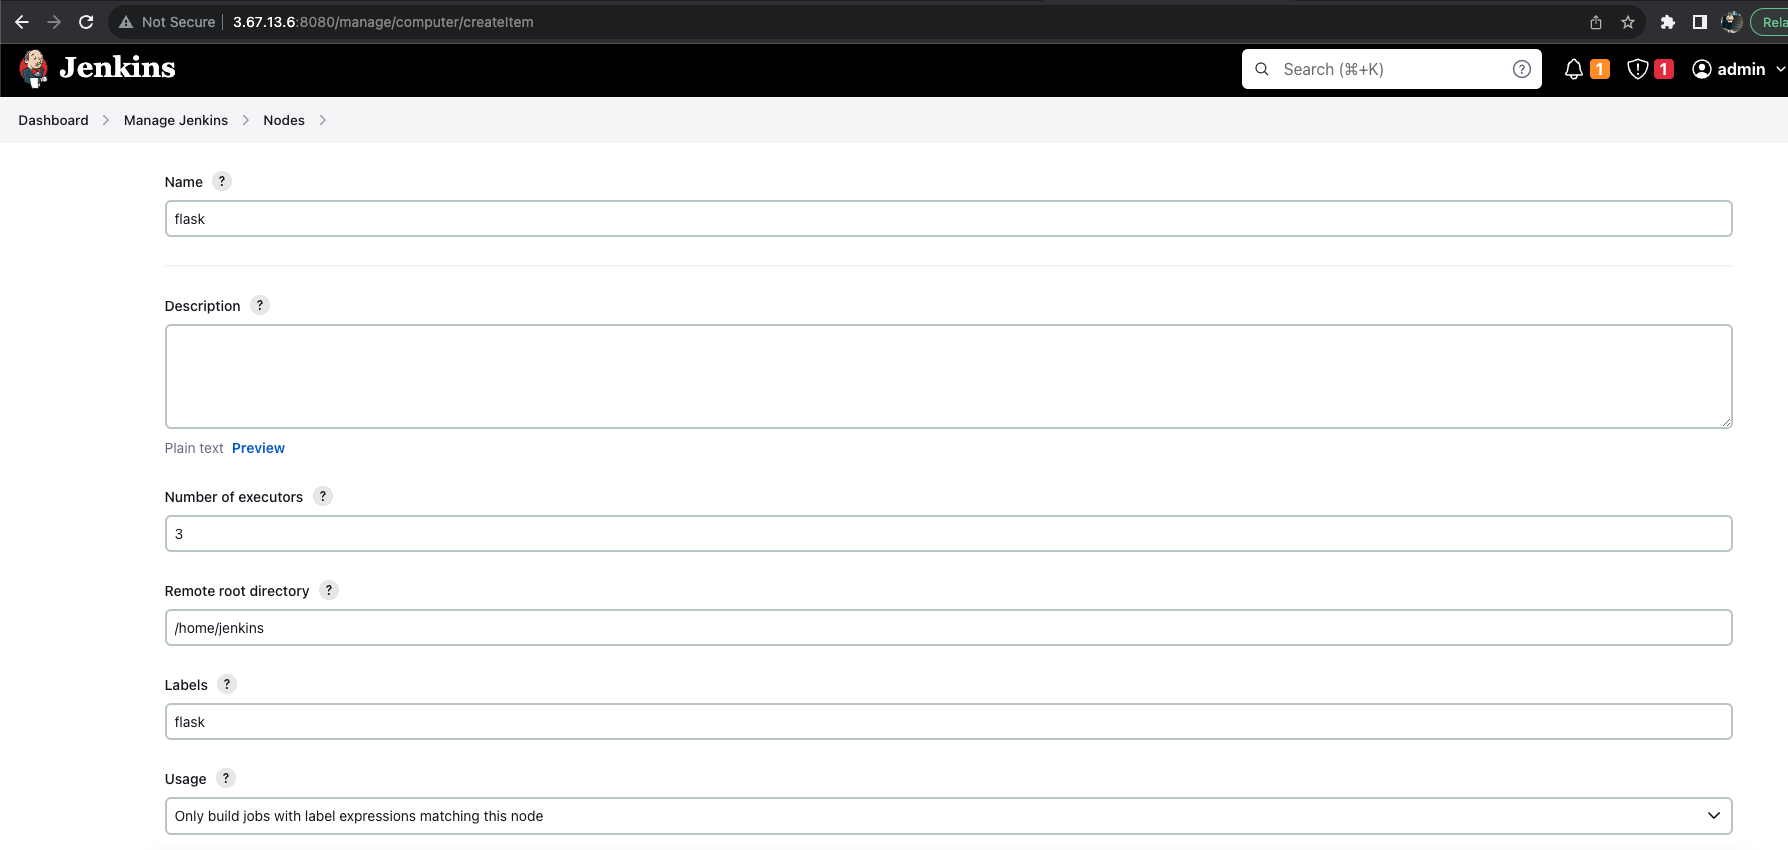 Not Secure 3.67.13.6:8080/manage/computer/createItem Rela
Jenkins Search (⌘+K) ? 1 1 admin
Dashboard Manage Jenkins Nodes
Name ?
flask
Description ?
Plain text Preview
Number of executors ?
3
Remote root directory ?
/home/jenkins
Labels ?
flask
Usage ?
Only build jobs with label expressions matching this node